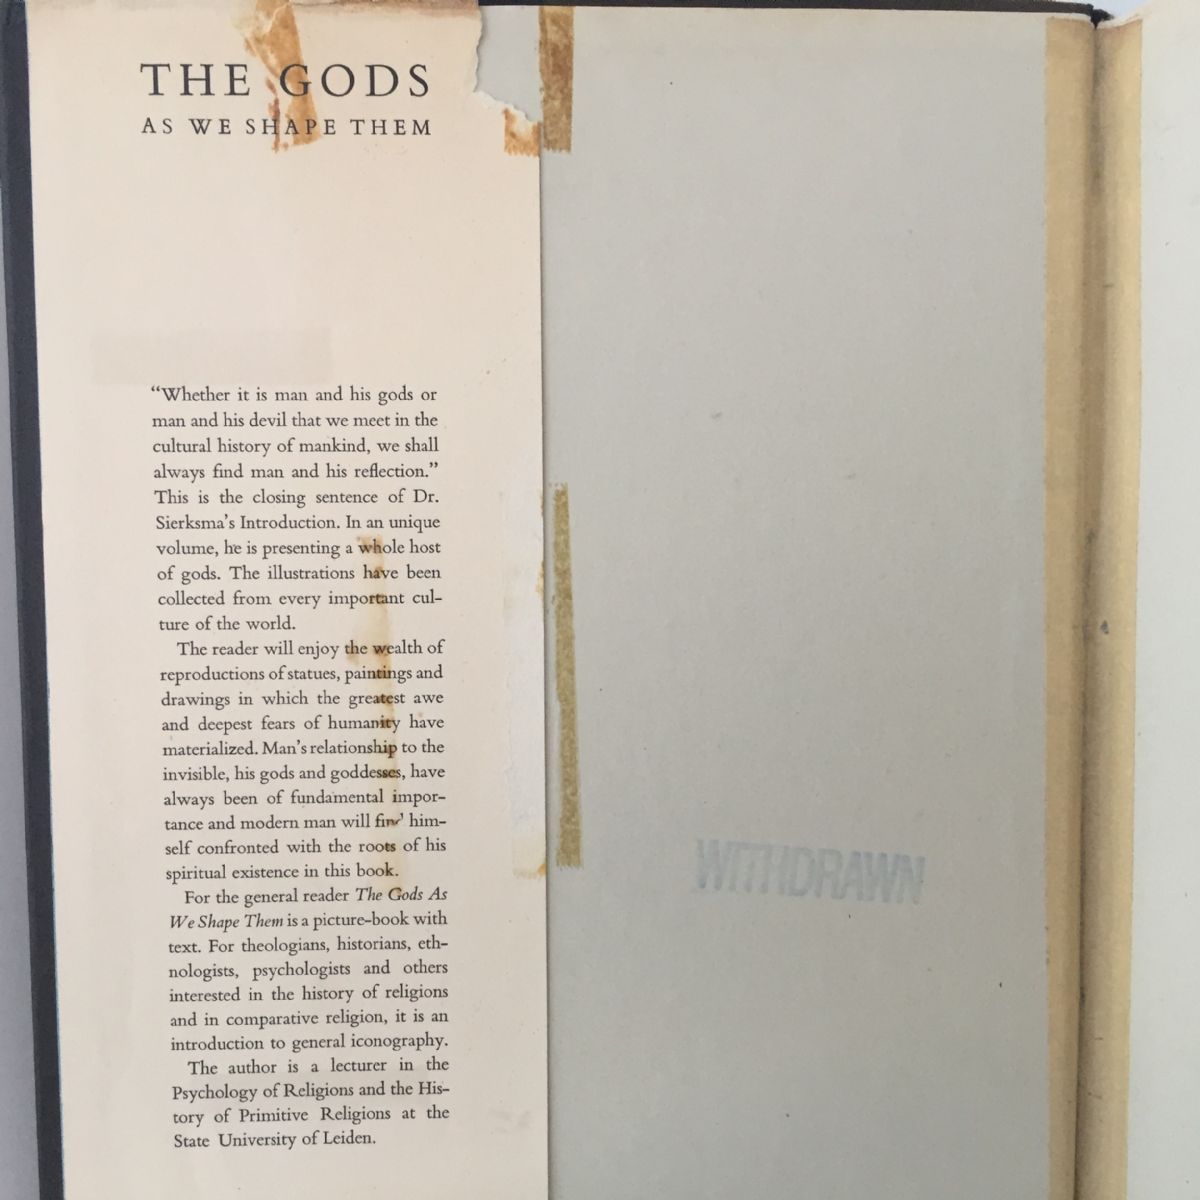 THE GODS
AS WE SHAPE THEM
“Whether it is man and his gods or
man and his devil that we meet in the
cultural history of mankind, we shall
always find man and his reflection.”
This is the closing sentence of Dr.
Sierksma’s Introduction. In an unique
volume, he is presenting a whole host
of gods. The illustrations have been
collected from every important cul-
ture of the world.
The reader will enjoy the wealth of
reproductions of statues, paintings and
drawings in which the greatest awe
and deepest fears of humanity have
materialized. Man’s relationship to the
invisible, his gods and goddesses, have
always been of fundamental impor-
tance and modern man will find him-
self confronted with the roots of his
spiritual existence in this book.
For the general reader The Gods As
We Shape Them is a picture-book with
text. For theologians, historians, eth-
nologists, psychologists and others
interested in the history of religions
and in comparative religion, it is an
introduction to general iconography.
The author is a lecturer in the
Psychology of Religions and the His-
tory of Primitive Religions at the
State University of Leiden.
WITHDRAWN